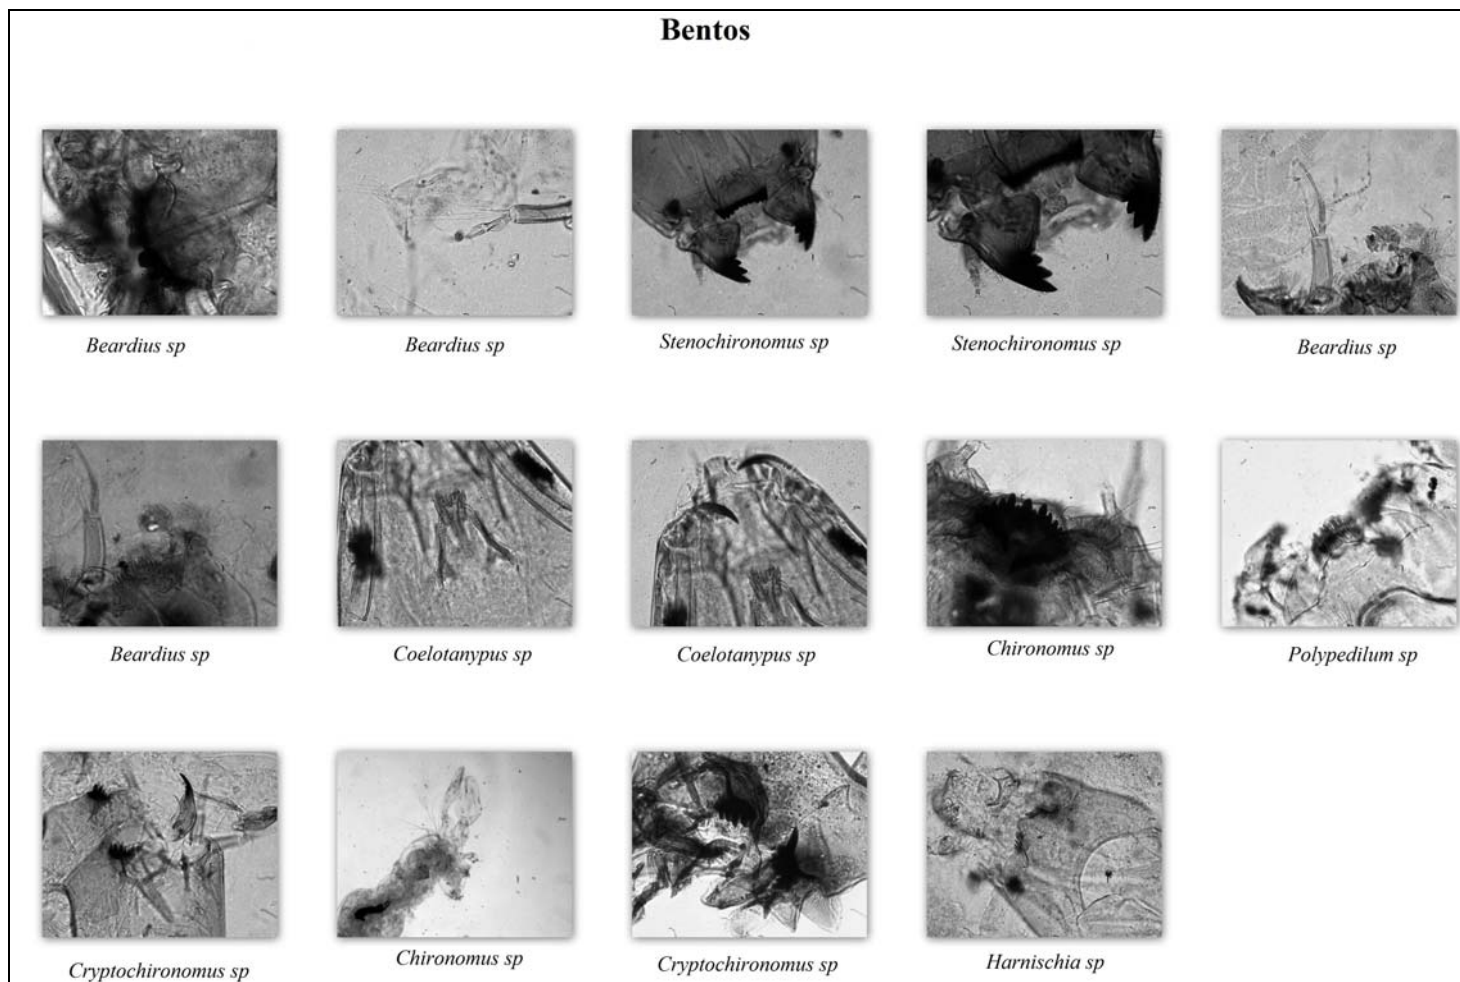 Bentos
Beardius sp
Beardius sp
Stenochironomus sp
Stenochironomus sp
Beardius sp
Beardius sp
Coelotanypus sp
Coelotanypus sp
Chironomus sp
Polypedilum sp
Cryptochironomus sp
Chironomus sp
Cryptochironomus sp
Harnischia sp